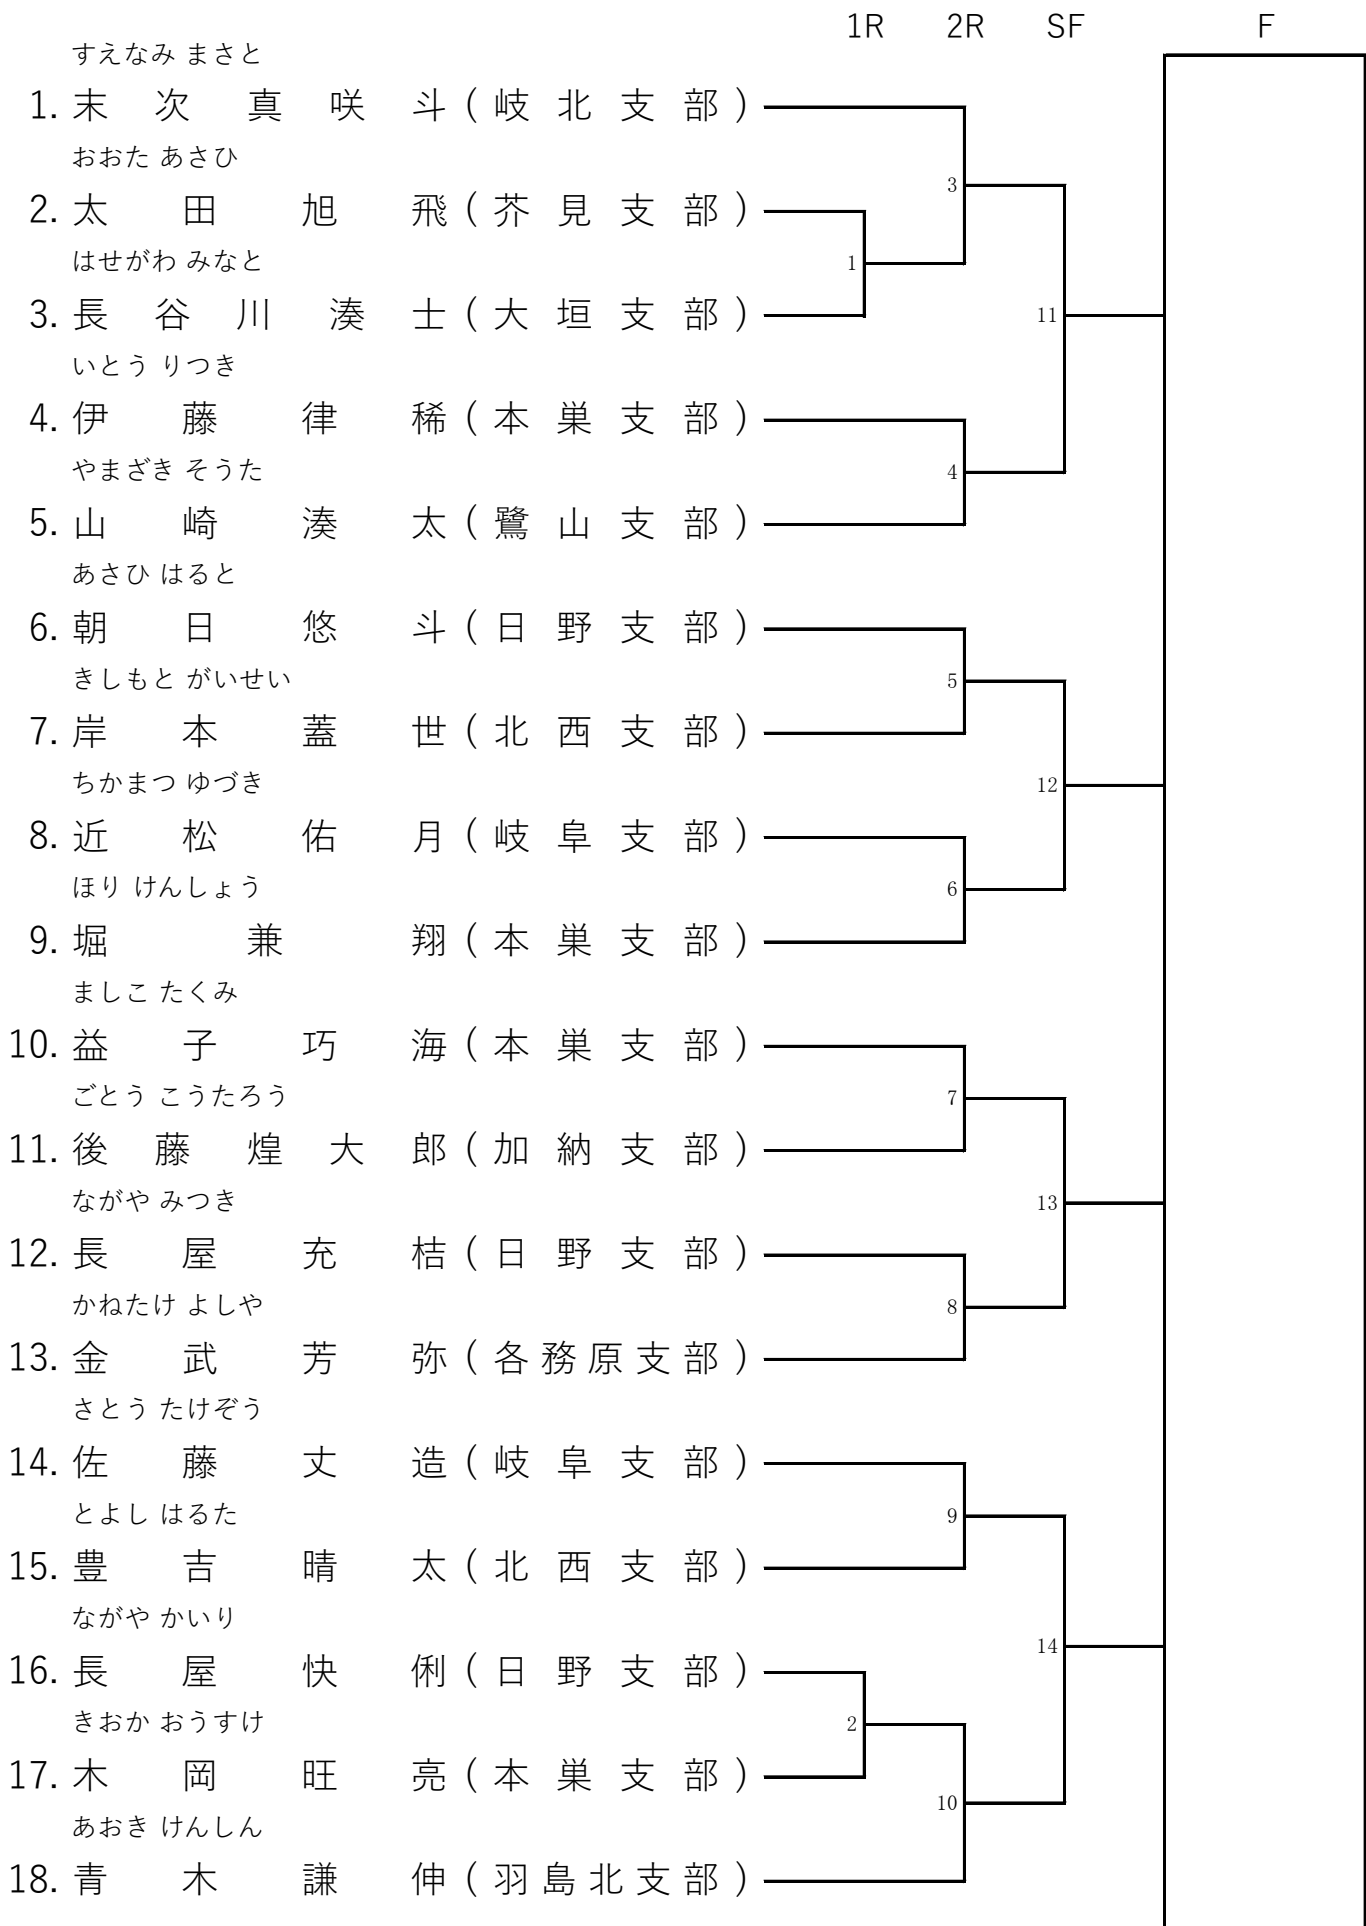 1R 2R SF F
すえなみ まさと
1. 末次真咲斗(岐北支部)
おおた あさひ
2. 太田旭飛(芥見支部)
3
はせがわ みなと
1
3. 長谷川湊士(大垣支部)
11
いとう りつき
4. 伊藤律稀(本巣支部)
やまざき そうた
4
5. 山崎湊太(鷺山支部)
あさひ はると
6. 朝日悠斗(日野支部)
きしもと がいせい
5
7. 岸本蓋世(北西支部)
ちかまつ ゆづき
12
8. 近松佑月(岐阜支部)
ほり けんしょう
6
9. 堀兼翔(本巣支部)
ましこ たくみ
10. 益子巧海(本巣支部)
ごとう こうたろう
7
11. 後藤煌大郎(加納支部)
ながや みつき
13
12. 長屋充桔(日野支部)
かねたけ よしや
8
13. 金武芳弥(各務原支部)
さとう たけぞう
14. 佐藤丈造(岐阜支部)
とよし はるた
9
15. 豊吉晴太(北西支部)
ながや かいり
14
16. 長屋快俐(日野支部)
きおか おうすけ
2
17. 木岡旺亮(本巣支部)
10
あおき けんしん
18. 青木謙伸(羽島北支部)